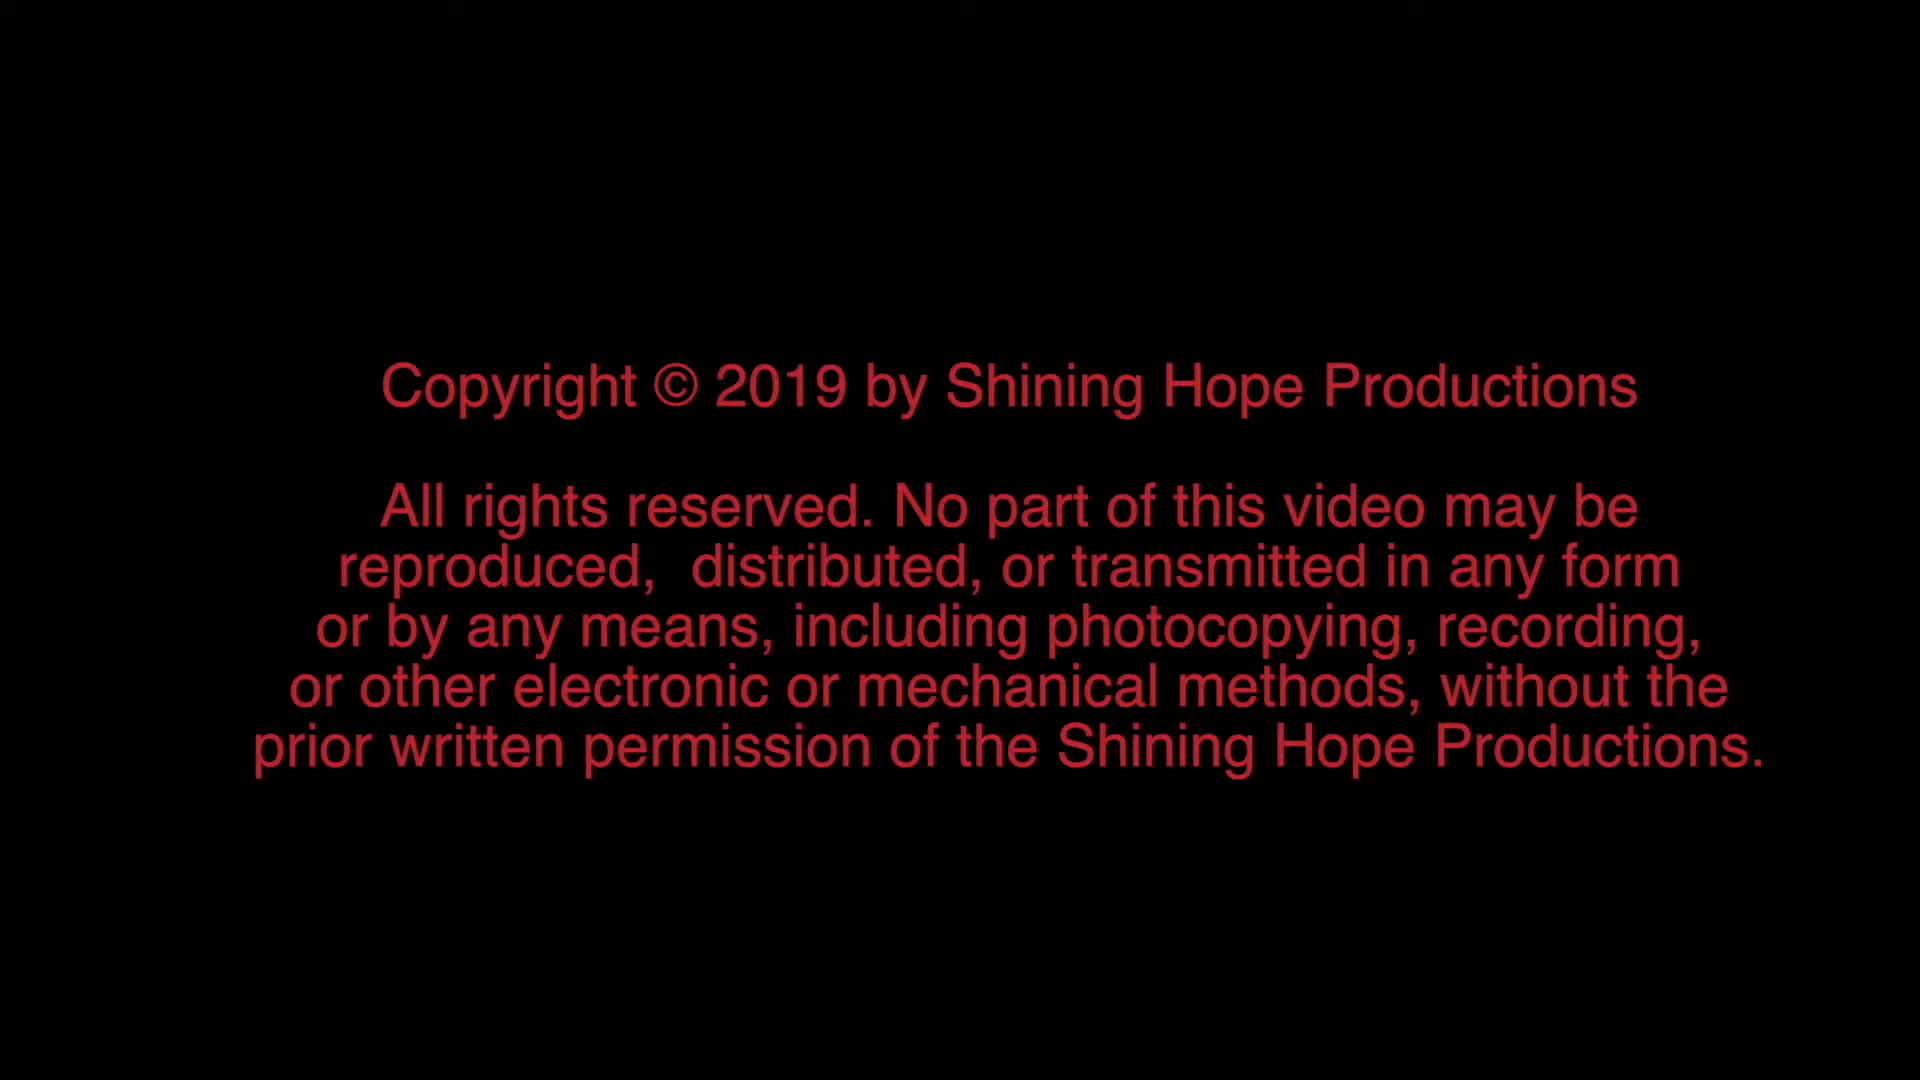 Copyright © 2019 by Shining Hope Productions
All rights reserved. No part of this video may be
reproduced,  distributed, or transmitted in any form
or by any means, including photocopying, recording,
or other electronic or mechanical methods, without the
prior written permission of the Shining Hope Productions.